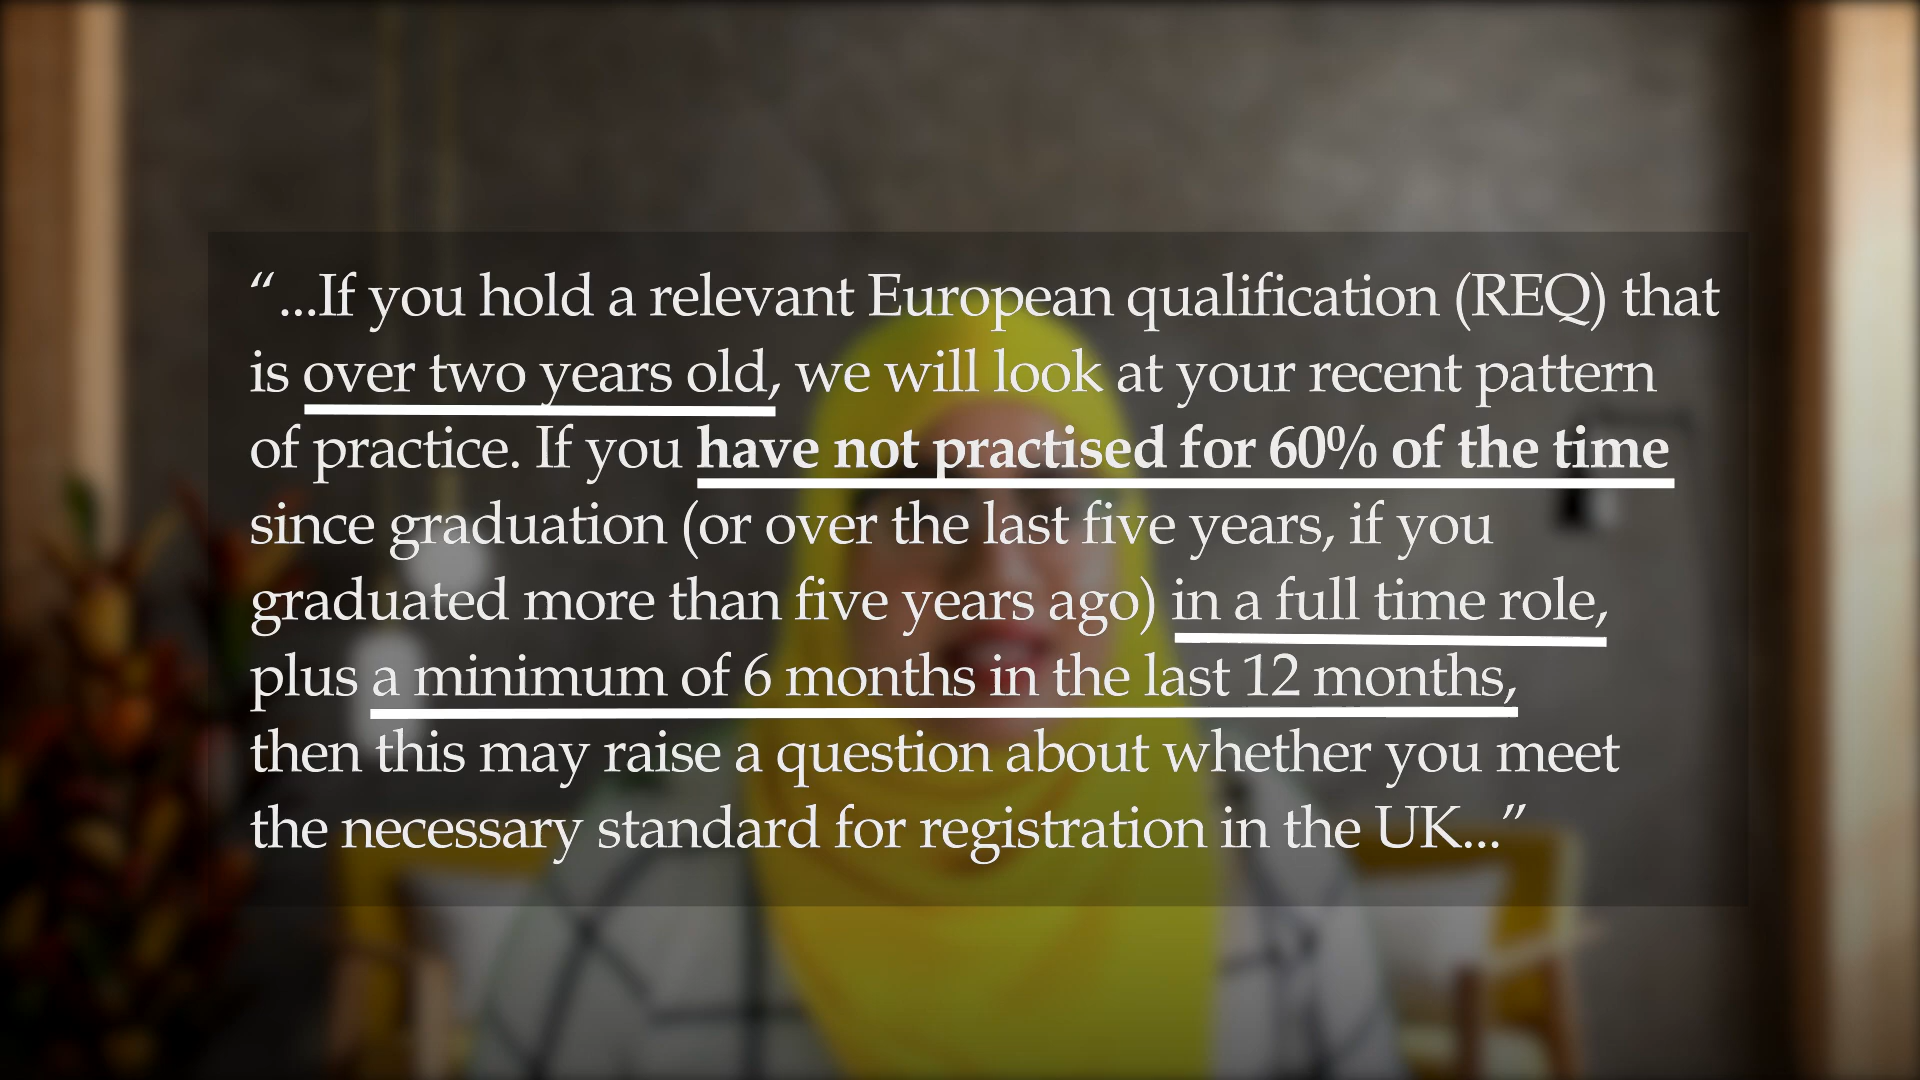 “...If you hold a relevant European qualification (REQ) that
is over two years old, we will look at your recent pattern
of practice. If you have not practised for 60% of the time
since graduation (or over the last five years, if you
graduated more than five years ago) in a full time role,
plus a minimum of 6 months in the last 12 months,
then this may raise a question about whether you meet
the necessary standard for registration in the UK...”